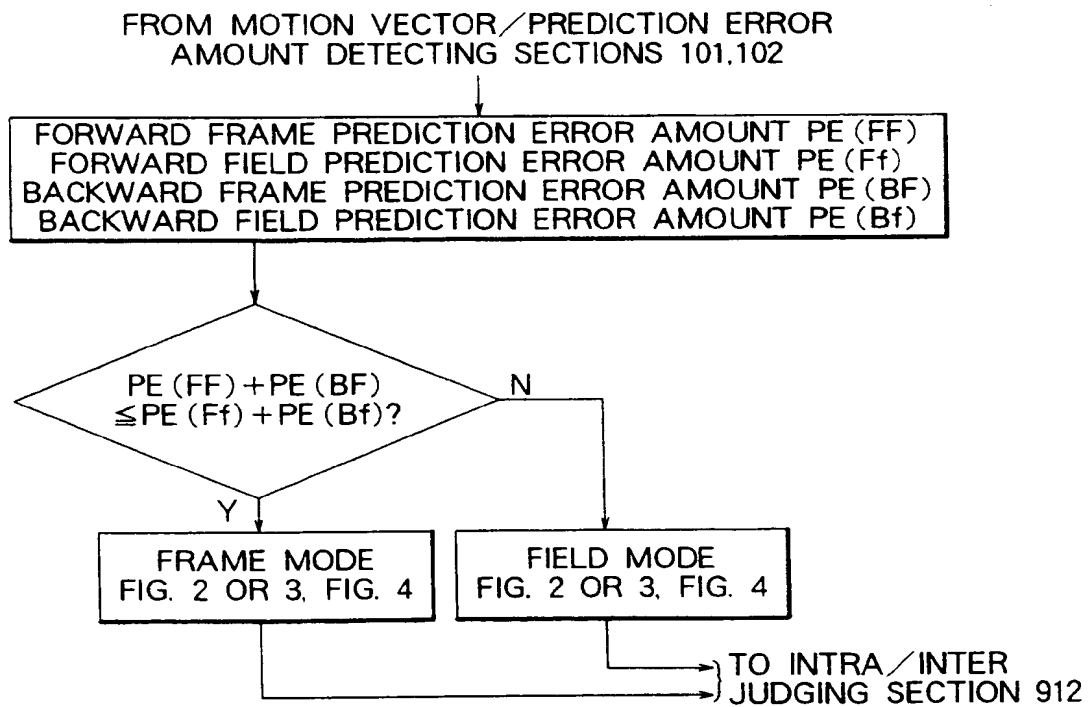 FROM MOTION VECTOR/PREDICTION ERROR
AMOUNT DETECTING SECTIONS 101,102
FORWARD FRAME PREDICTION ERROR AMOUNT PE(FF)
FORWARD FIELD PREDICTION ERROR AMOUNT PE(Ff)
BACKWARD FRAME PREDICTION ERROR AMOUNT PE(BF)
BACKWARD FIELD PREDICTION ERROR AMOUNT PE(Bf)
PE(FF)+PE(BF)
≦PE(Ff)+PE(Bf)?
N
Y
FRAME MODE
FIG. 2 OR 3, FIG. 4
FIELD MODE
FIG. 2 OR 3, FIG. 4
TO INTRA/INTER
JUDGING SECTION 912